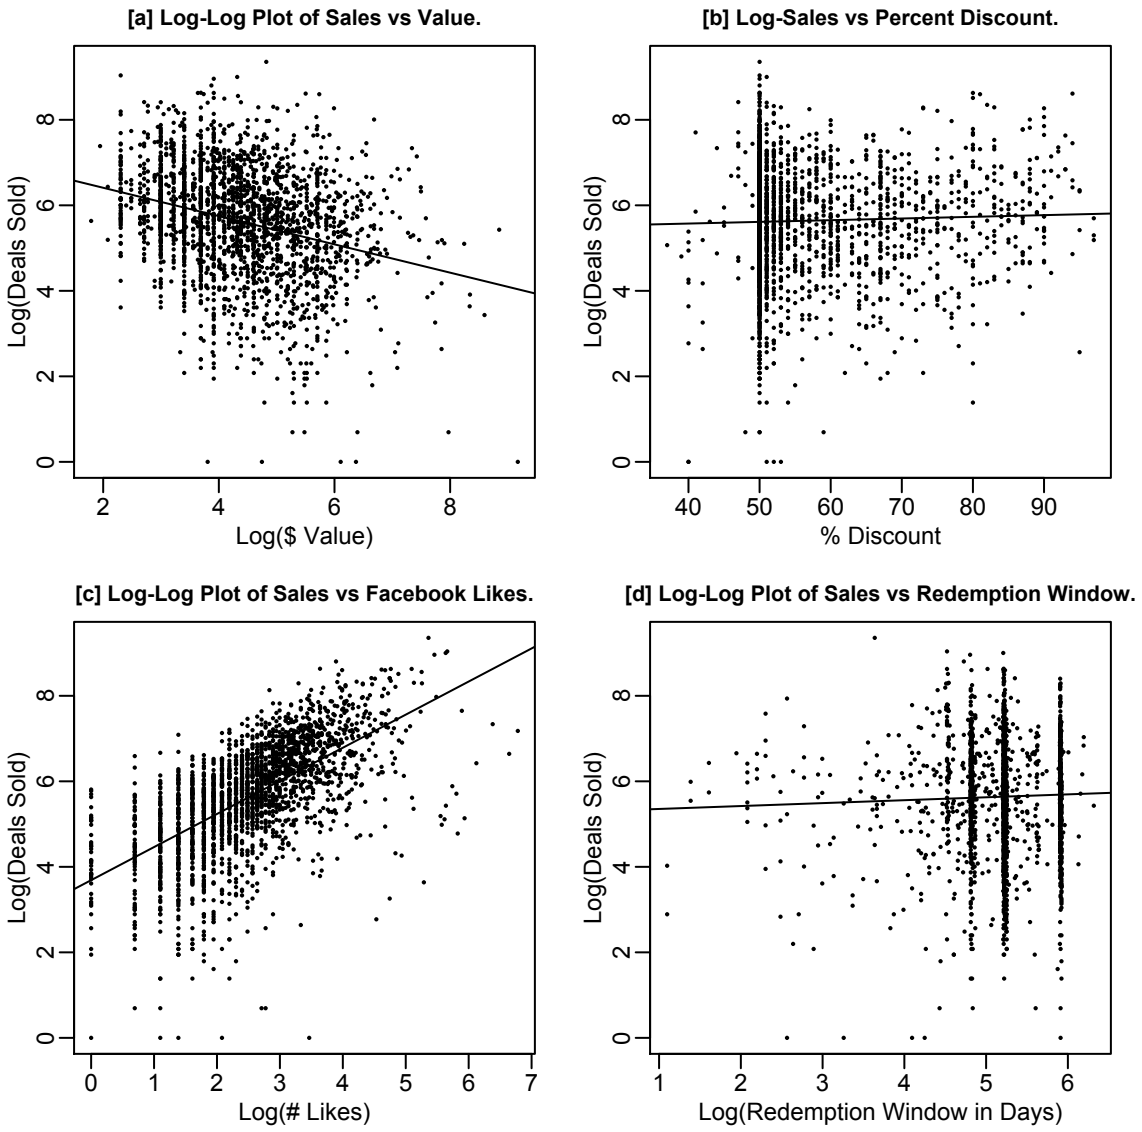 [a] Log-Log Plot of Sales vs Value.
Log(Deals Sold)
8
6
4
2
0
2 4 6 8
Log($ Value)
[b] Log-Sales vs Percent Discount.
Log(Deals Sold)
8
6
4
2
0
40 50 60 70 80 90
% Discount
[c] Log-Log Plot of Sales vs Facebook Likes.
Log(Deals Sold)
8
6
4
2
0
0 1 2 3 4 5 6 7
Log(# Likes)
[d] Log-Log Plot of Sales vs Redemption Window.
Log(Deals Sold)
8
6
4
2
0
1 2 3 4 5 6
Log(Redemption Window in Days)